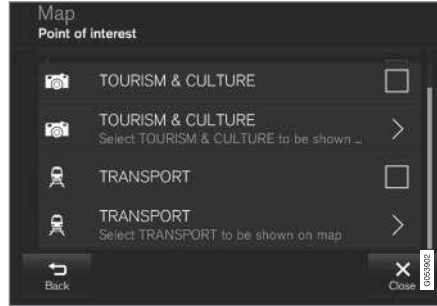 Map
Point of interest
TOURISM & CULTURE
TOURISM & CULTURE
Select TOURISM & CULTURE to be shown ...
TRANSPORT
TRANSPORT
Select TRANSPORT to be shown on map
Back
Close
G053902